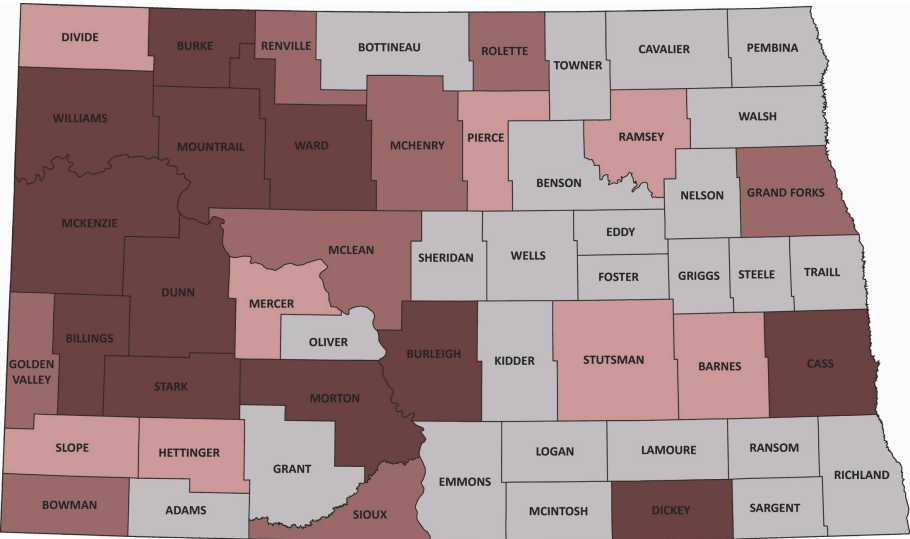 DIVIDE
BURKE
RENVILLE
BOTTINEAU
ROLETTE
TOWNER
CAVALIER
PEMBINA
WILLIAMS
MOUNTRAIL
WARD
MCHENRY
PIERCE
BENSON
RAMSEY
WALSH
NELSON
GRAND FORKS
MCKENZIE
DUNN
MCLEAN
MERCER
OLIVER
SHERIDAN
WELLS
EDDY
FOSTER
GRIGGS
STEELE
TRAILL
GOLDEN
VALLEY
BILLINGS
STARK
MORTON
BURLEIGH
KIDDER
STUTSMAN
BARNES
CASS
SLOPE
HETTINGER
GRANT
BOWMAN
ADAMS
SIOUX
EMMONS
LOGAN
LAMOURE
RANSOM
RICHLAND
MCINTOSH
DICKEY
SARGENT